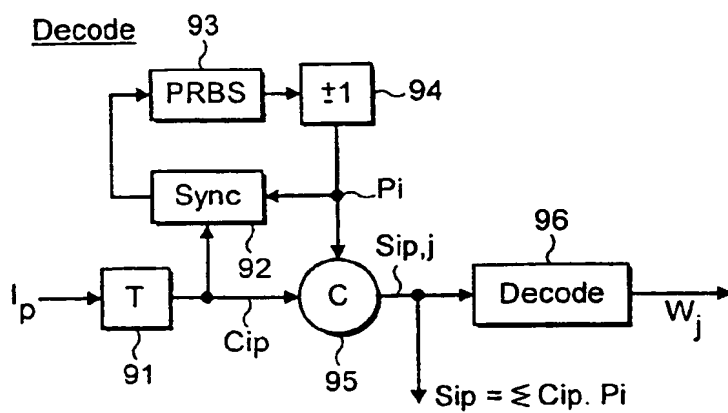 Decode
93
PRBS
±1
94
Pi
Sync
92
Sip,j
96
Ip
T
C
Decode
Wj
91
Cip
95
Sip = ≤ Cip. Pi